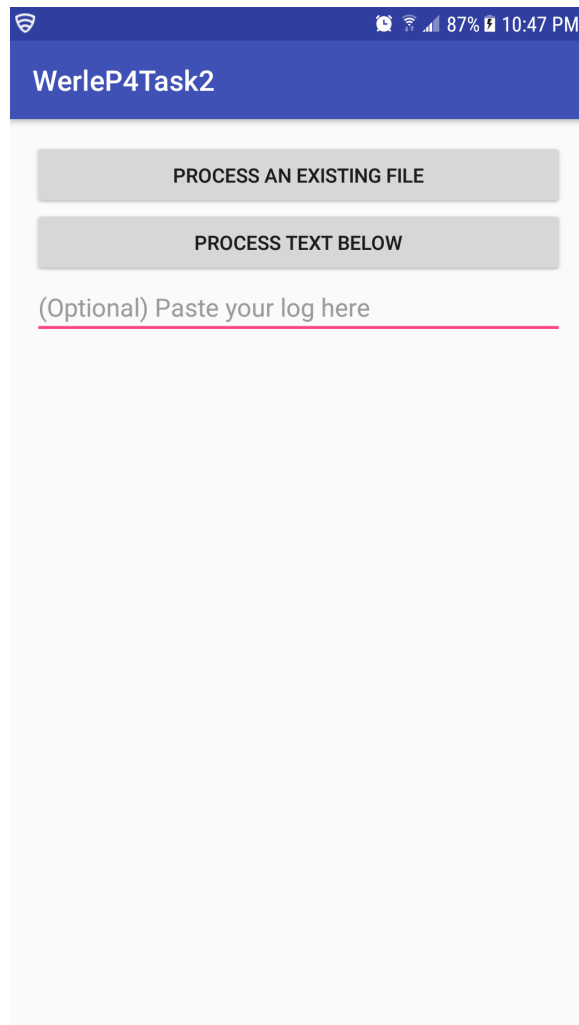 87% 10:47 PM
WerleP4Task2
PROCESS AN EXISTING FILE
PROCESS TEXT BELOW
(Optional) Paste your log here